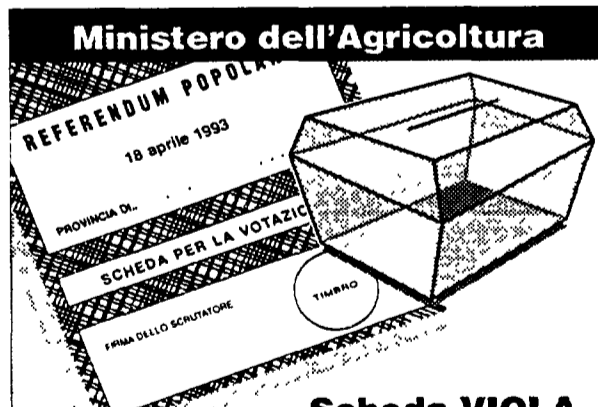 Ministero dell'Agricoltura
REFERENDUM POPOLA
18 aprile 1993
PROVINCIA DI..
SCHEDA PER LA VOTAZIC
FIRMA DELLO SCRUTATORE
TIMBRO
Scheda VIOLA